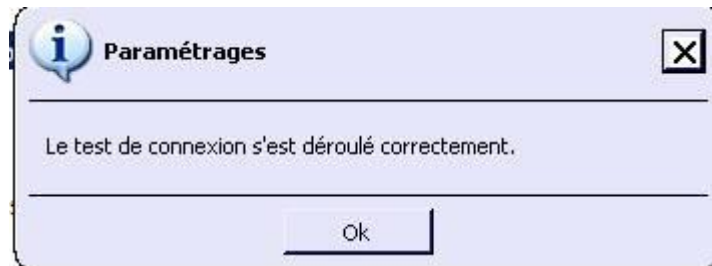 Paramétrages
Le test de connexion s'est déroulé correctement.
Ok